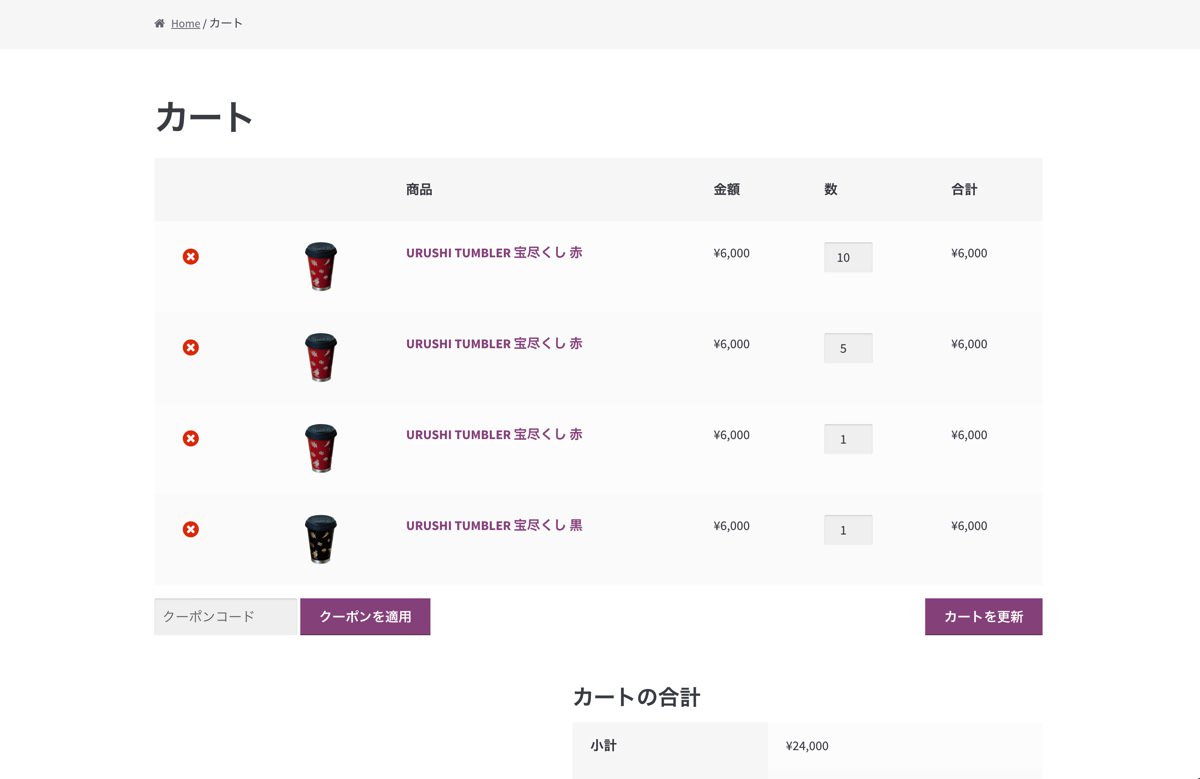 Home / カート
カート
商品 金額 数 合計
URUSHI TUMBLER 宝尽くし 赤 ¥6,000 10 ¥6,000
URUSHI TUMBLER 宝尽くし 赤 ¥6,000 5 ¥6,000
URUSHI TUMBLER 宝尽くし 赤 ¥6,000 1 ¥6,000
URUSHI TUMBLER 宝尽くし 黒 ¥6,000 1 ¥6,000
クーポンコード クーポンを適用 カートを更新
カートの合計
小計 ¥24,000